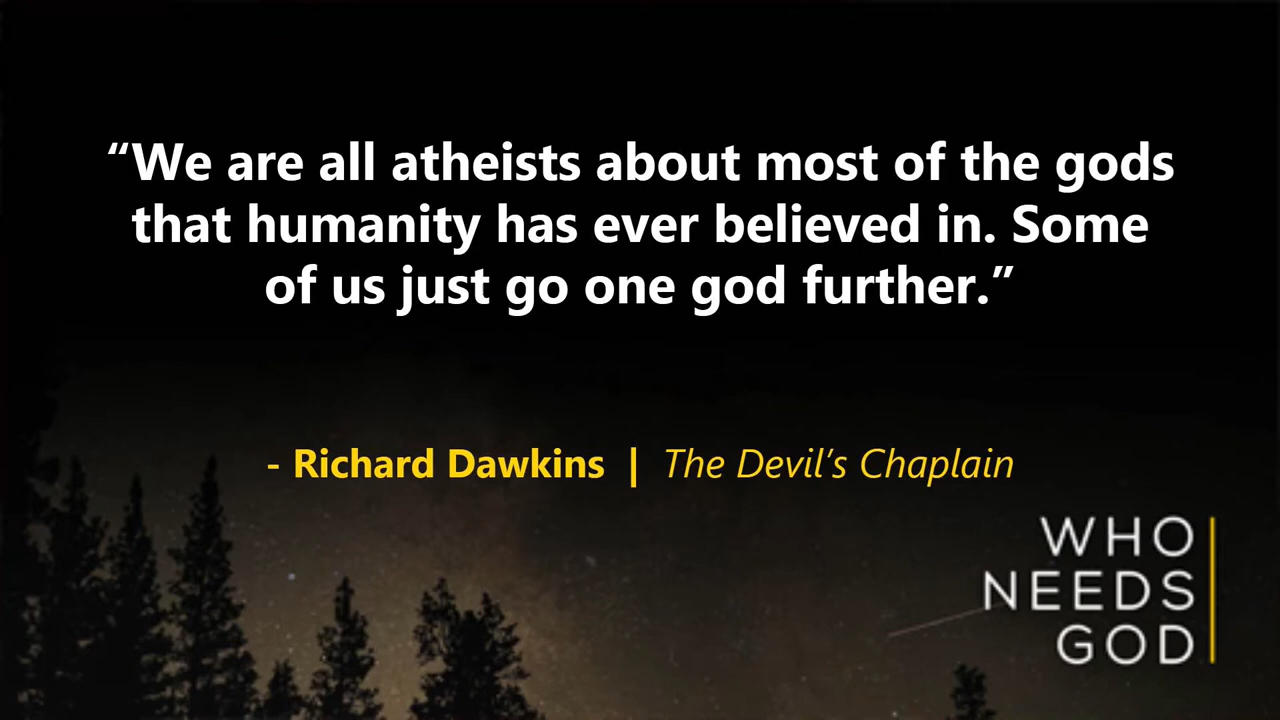 “We are all atheists about most of the gods
that humanity has ever believed in. Some
of us just go one god further.”
- Richard Dawkins | The Devil’s Chaplain
WHO
NEEDS
GOD